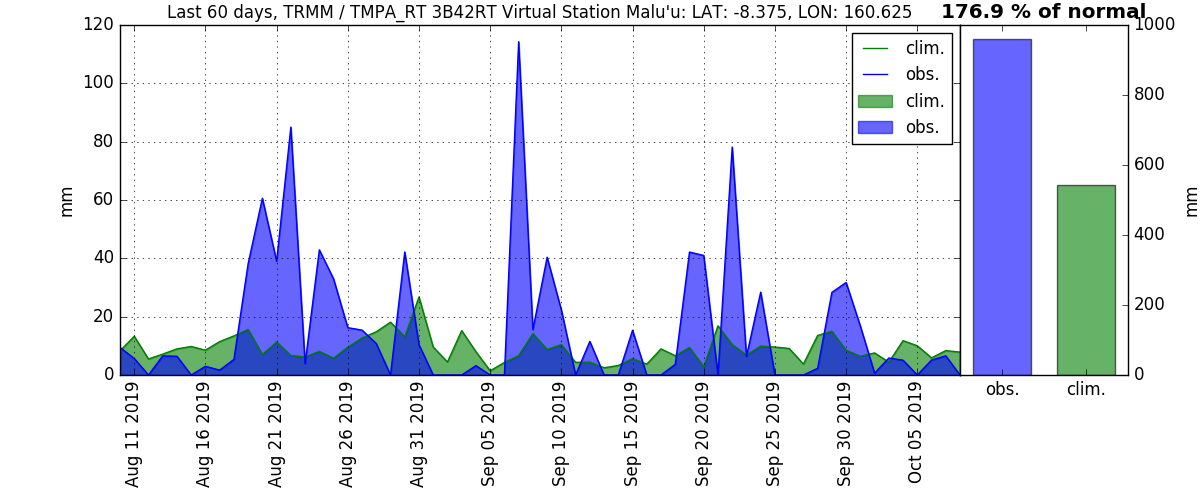 Last 60 days, TRMM / TMPA_RT 3B42RT Virtual Station Malu'u: LAT: -8.375, LON: 160.625
176.9 % of normal
120
100
80
60
40
20
0
mm
clim.
obs.
clim.
obs.
1000
800
600
400
200
0
mm
Aug 11 2019
Aug 16 2019
Aug 21 2019
Aug 26 2019
Aug 31 2019
Sep 05 2019
Sep 10 2019
Sep 15 2019
Sep 20 2019
Sep 25 2019
Sep 30 2019
Oct 05 2019
obs.
clim.